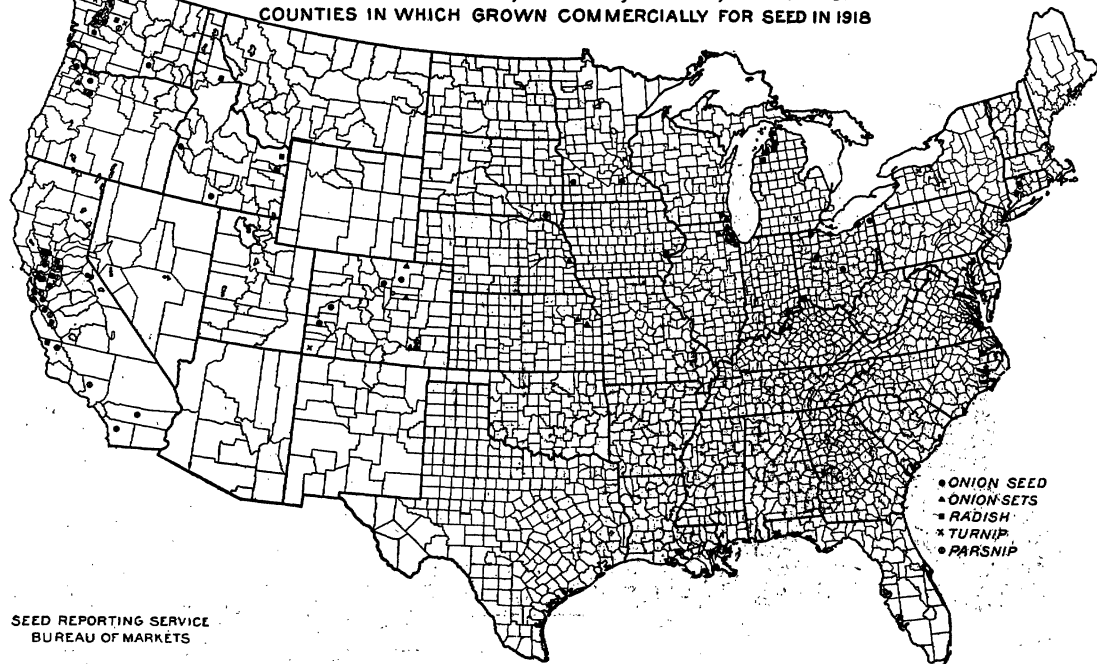 COUNTIES IN WHICH GROWN COMMERCIALLY FOR SEED IN 1918
ONION SEED
ONION SETS
RADISH
TURNIP
PARSNIP
SEED REPORTING SERVICE
BUREAU OF MARKETS